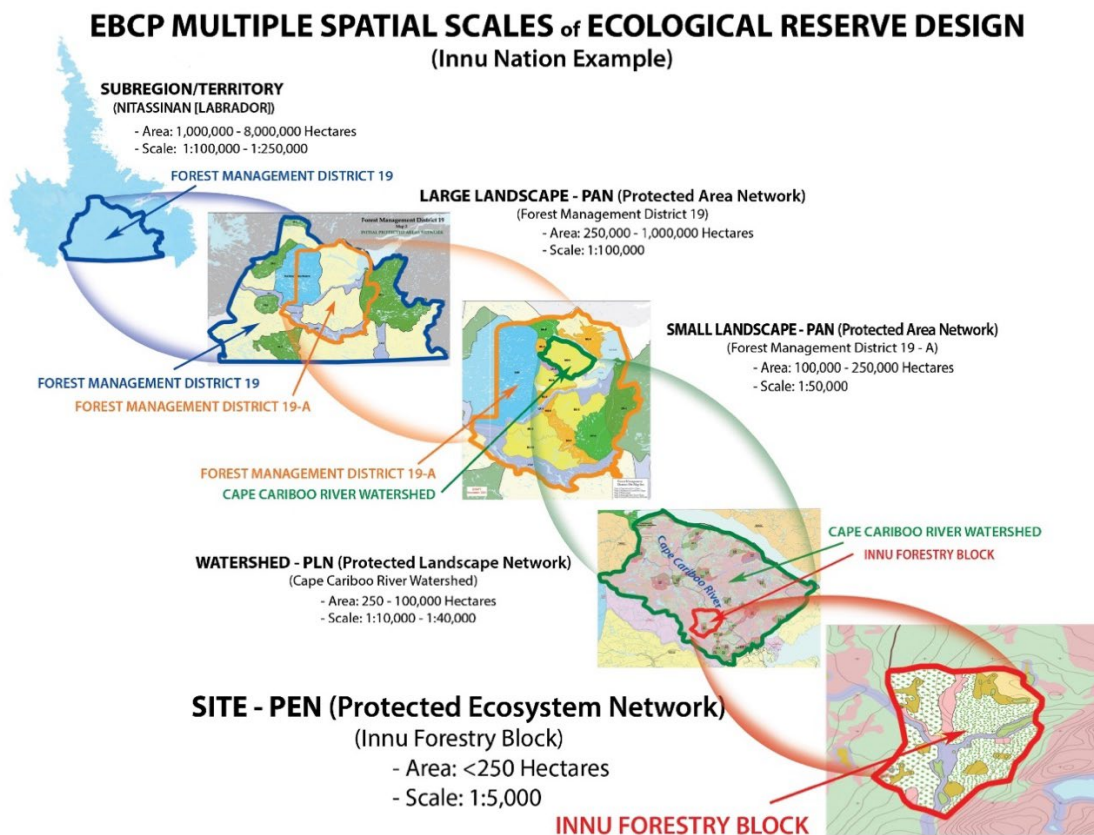 EBCP MULTIPLE SPATIAL SCALES of ECOLOGICAL RESERVE DESIGN
(Innu Nation Example)
SUBREGION/TERRITORY
(NITASSINAN [LABRADOR])
- Area: 1,000,000 - 8,000,000 Hectares
- Scale: 1:100,000 - 1:250,000
FOREST MANAGEMENT DISTRICT 19
LARGE LANDSCAPE - PAN (Protected Area Network)
(Forest Management District 19)
- Area: 250,000 - 1,000,000 Hectares
- Scale: 1:100,000
Forest Management District 19
FOREST MANAGEMENT DISTRICT 19
FOREST MANAGEMENT DISTRICT 19-A
SMALL LANDSCAPE - PAN (Protected Area Network)
(Forest Management District 19 - A)
- Area: 100,000 - 250,000 Hectares
- Scale: 1:50,000
FOREST MANAGEMENT DISTRICT 19-A
CAPE CARIBOO RIVER WATERSHED
WATERSHED - PLN (Protected Landscape Network)
(Cape Cariboo River Watershed)
- Area: 250 - 100,000 Hectares
- Scale: 1:10,000 - 1:40,000
Cape Cariboo River
CAPE CARIBOO RIVER WATERSHED
INNU FORESTRY BLOCK
SITE - PEN (Protected Ecosystem Network)
(Innu Forestry Block)
- Area: <250 Hectares
- Scale: 1:5,000
INNU FORESTRY BLOCK